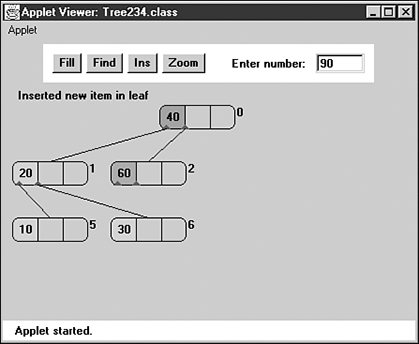 Applet Viewer: Tree234.class
Applet
Fill Find Ins Zoom Enter number: 90
Inserted new item in leaf
40 0
20 1 60 2
10 5 30 6
Applet started.